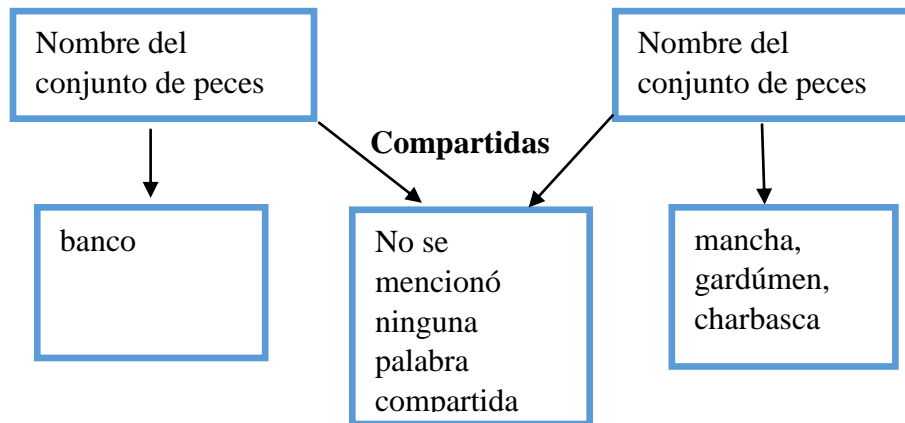 Nombre del
conjunto de peces
Nombre del
conjunto de peces
Compartidas
banco
No se
mencionó
ninguna
palabra
compartida
mancha,
gardúmen,
charbasca